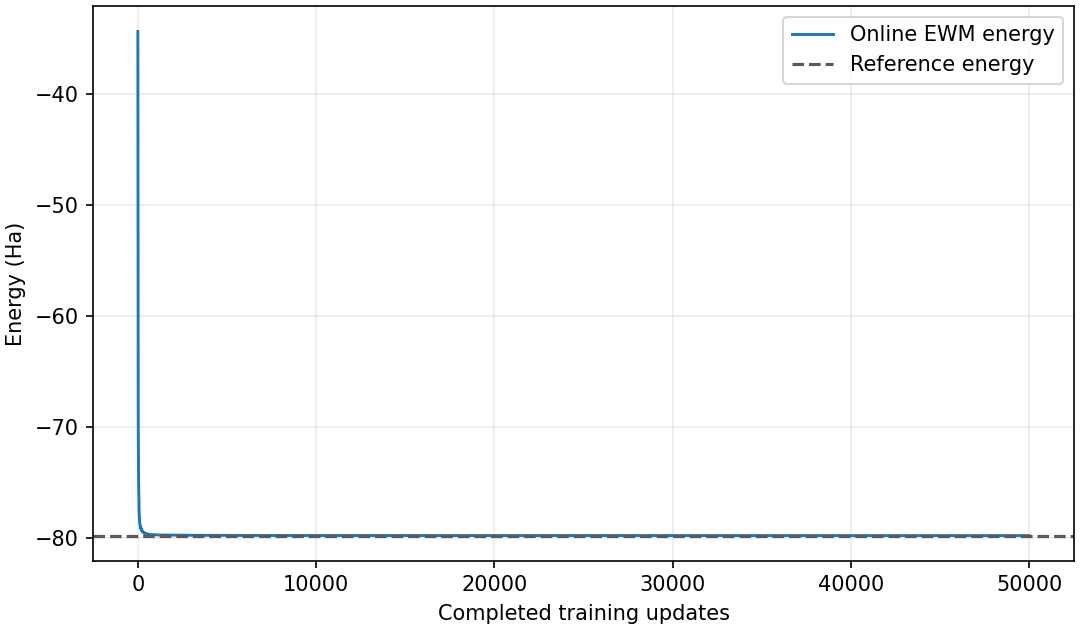 Online EWM energy
Reference energy
Energy (Ha)
−40
−50
−60
−70
−80
0 10000 20000 30000 40000 50000
Completed training updates